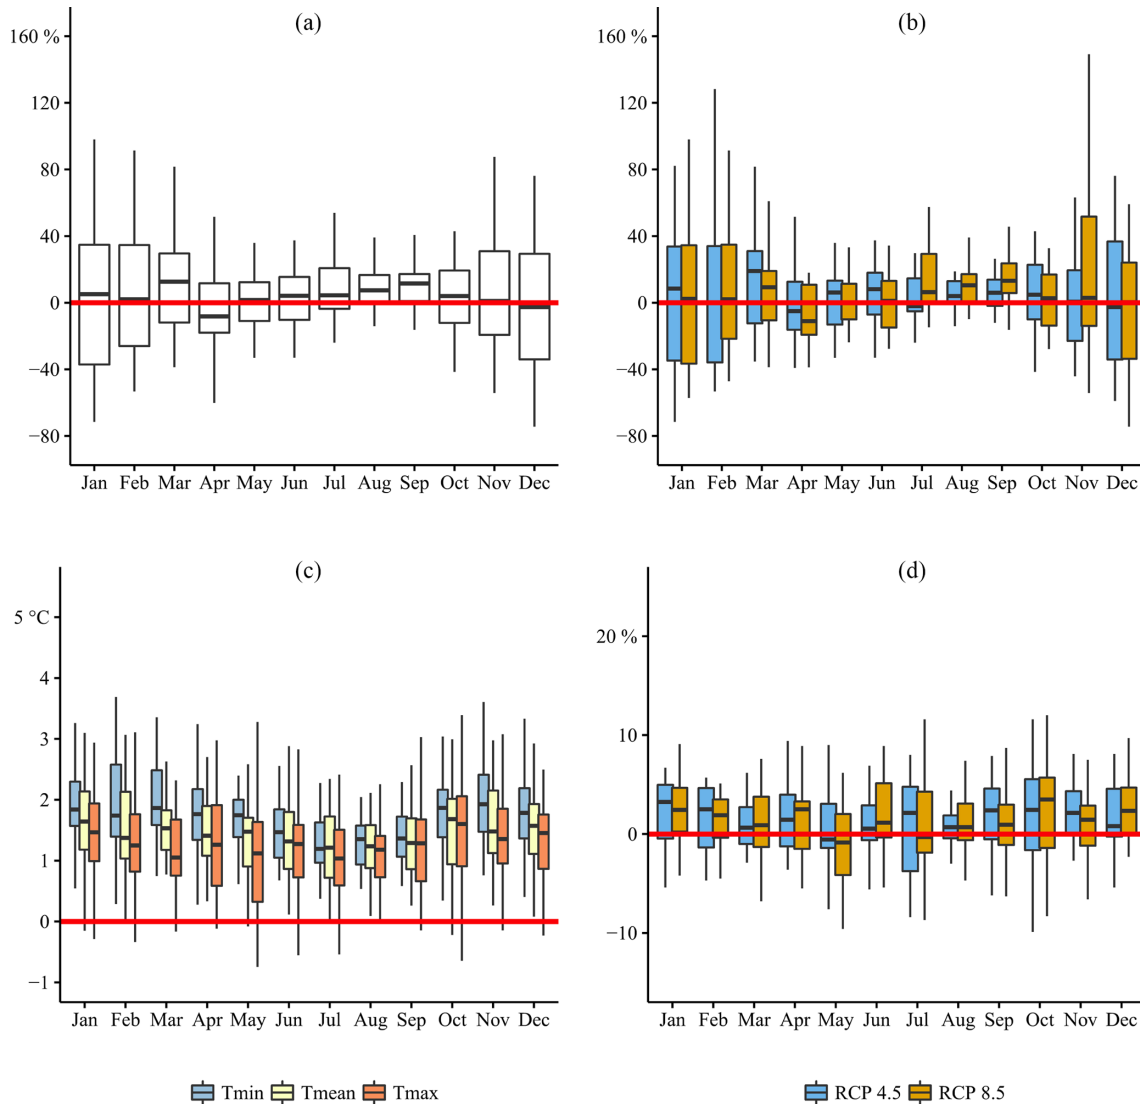 (a)
160 %
120
80
40
0
−40
−80
Jan Feb Mar Apr May Jun Jul Aug Sep Oct Nov Dec
(b)
160 %
120
80
40
0
−40
−80
Jan Feb Mar Apr May Jun Jul Aug Sep Oct Nov Dec
(c)
5 °C
4
3
2
1
0
−1
Jan Feb Mar Apr May Jun Jul Aug Sep Oct Nov Dec
Tmin Tmean Tmax
(d)
20 %
10
0
−10
Jan Feb Mar Apr May Jun Jul Aug Sep Oct Nov Dec
RCP 4.5 RCP 8.5